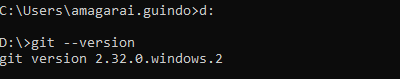 C:\Users\amagarai.guindo>d:
D:\>git --version
git version 2.32.0.windows.2